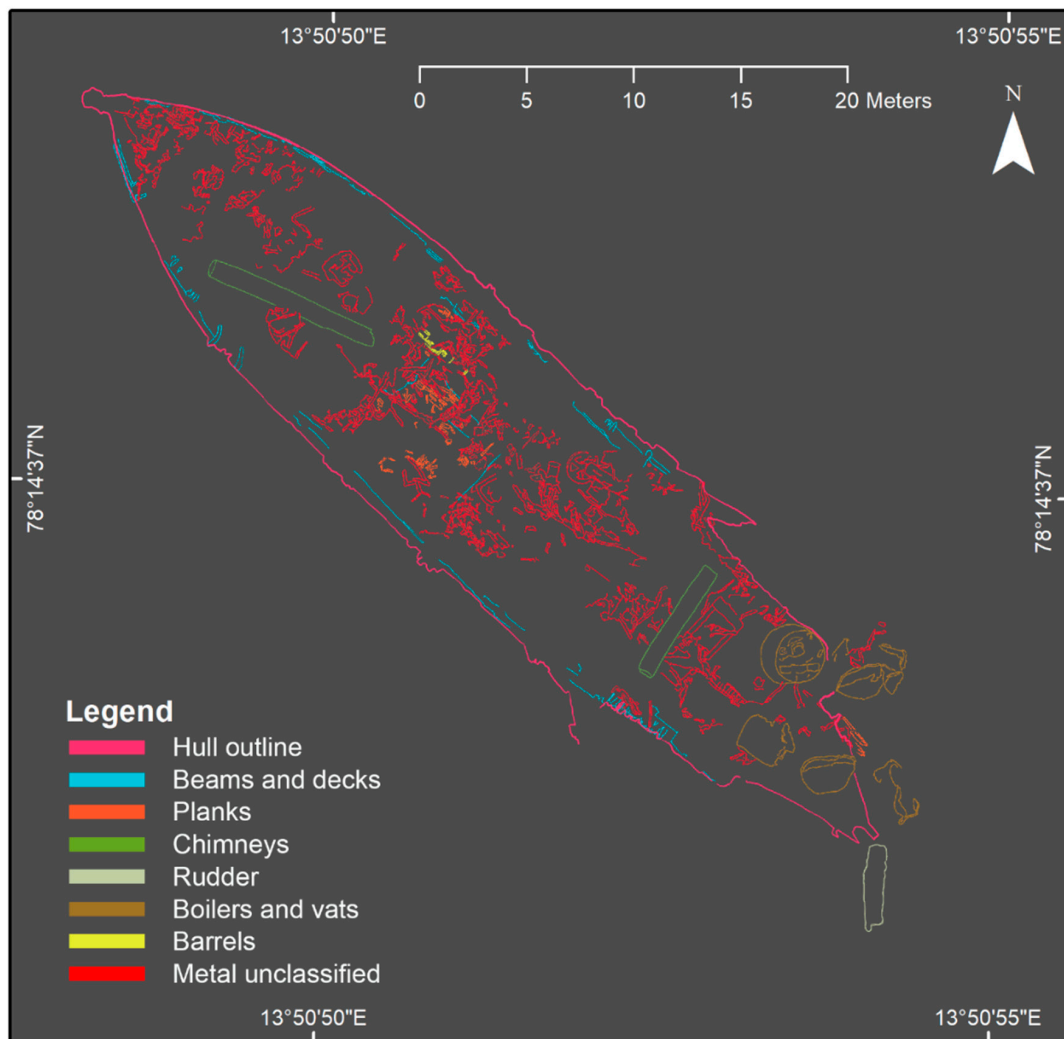 13°50'50"E
13°50'55"E
0 5 10 15 20 Meters
N
78°14'37"N
78°14'37"N
Legend
Hull outline
Beams and decks
Planks
Chimneys
Rudder
Boilers and vats
Barrels
Metal unclassified
13°50'50"E
13°50'55"E